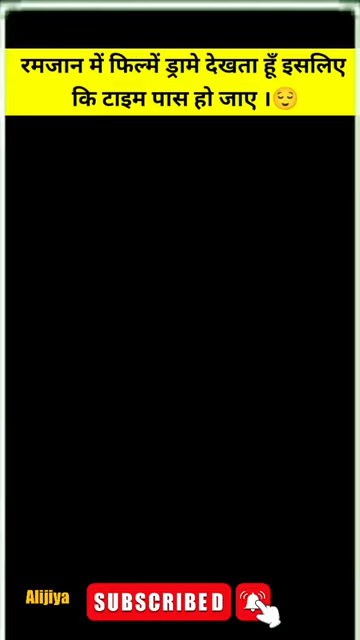 रमजान में फिल्में ड्रामे देखता हूँ इसलिए
कि टाइम पास हो जाए ।😌
Alijiya
SUBSCRIBED